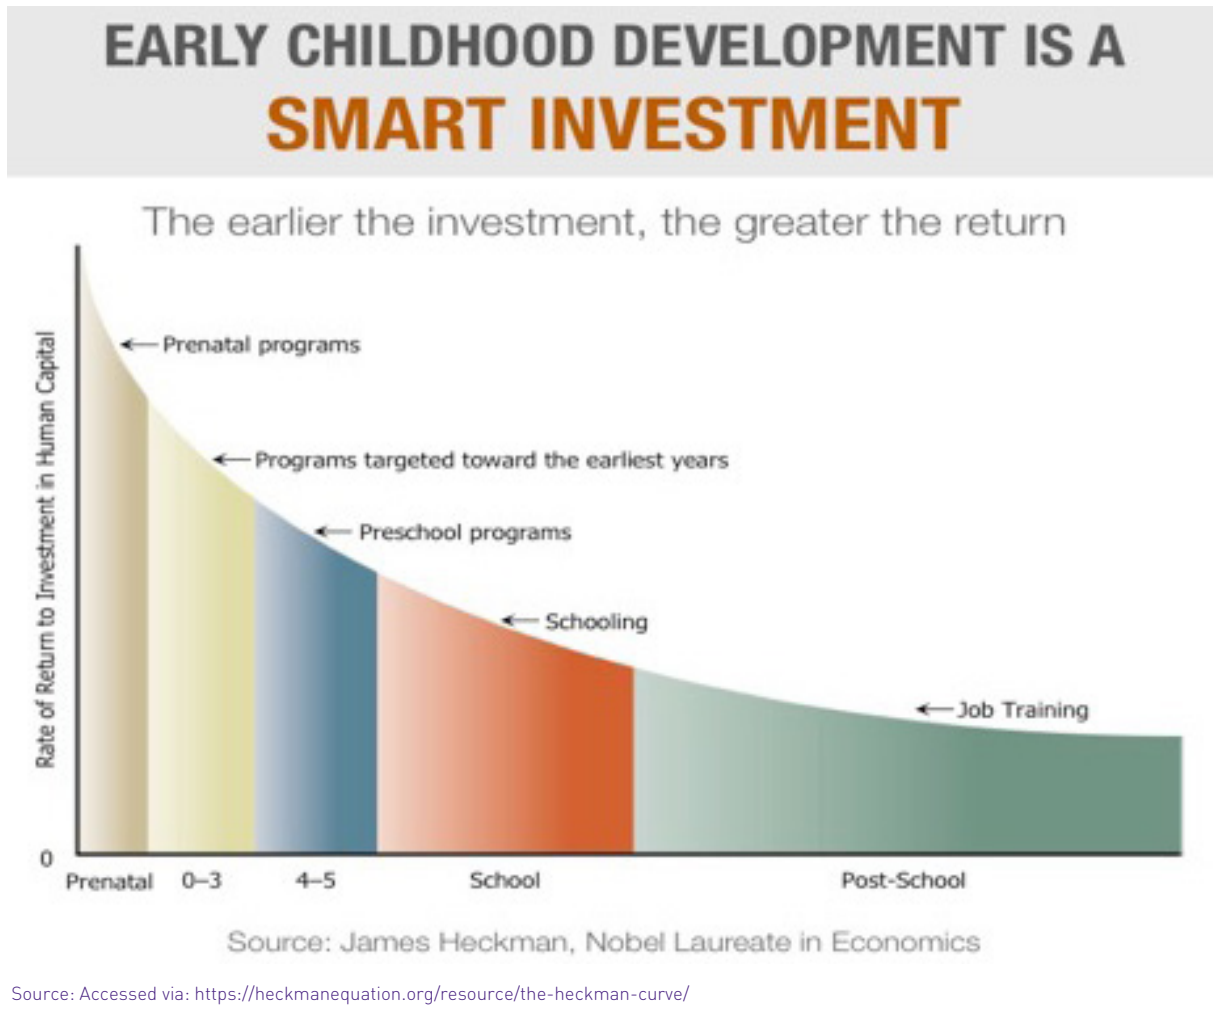 EARLY CHILDHOOD DEVELOPMENT IS A
SMART INVESTMENT
The earlier the investment, the greater the return
Rate of Return to Investment in Human Capital
Prenatal programs
Programs targeted toward the earliest years
Preschool programs
Schooling
Job Training
0
Prenatal
0–3
4–5
School
Post-School
Source: James Heckman, Nobel Laureate in Economics
Source: Accessed via: https://heckmanequation.org/resource/the-heckman-curve/